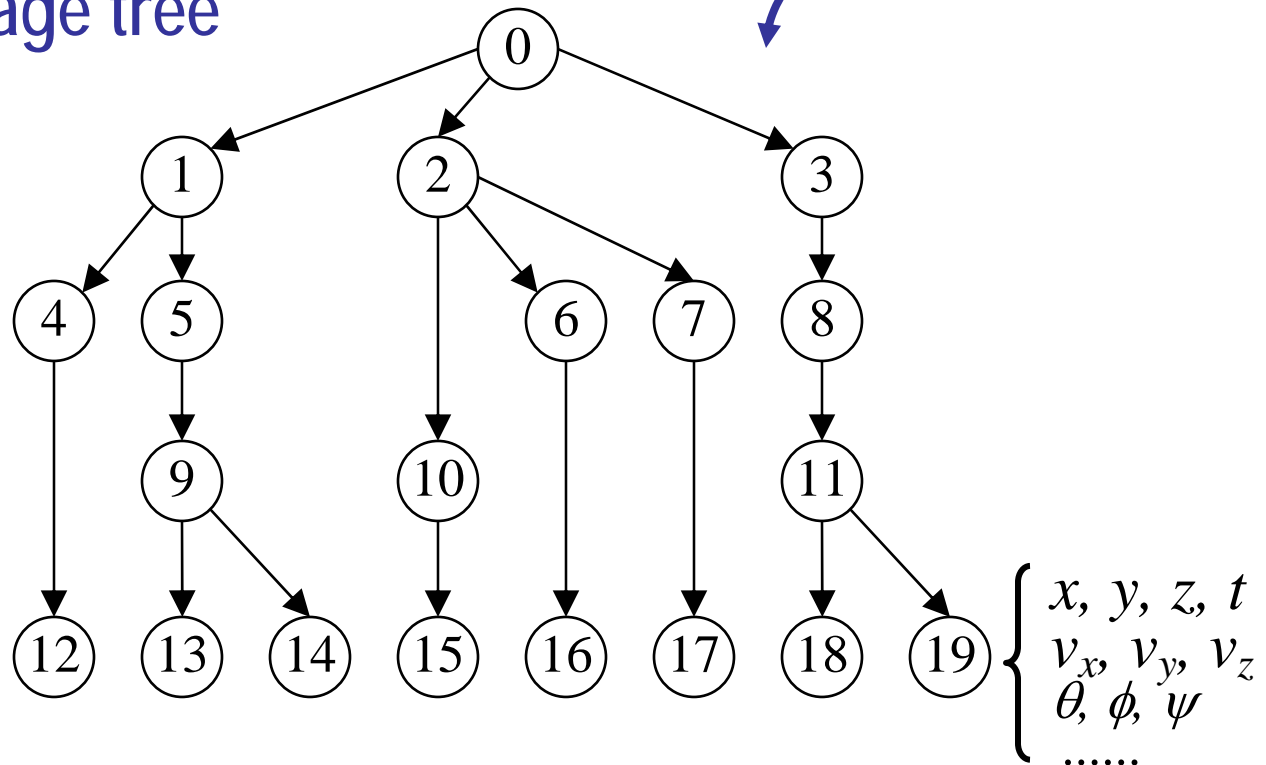 age tree
0
1 2 3
4 5 6 7 8
9 10 11
12 13 14 15 16 17 18 19
x, y, z, t
vx, vy, vz
θ, ϕ, ψ
......